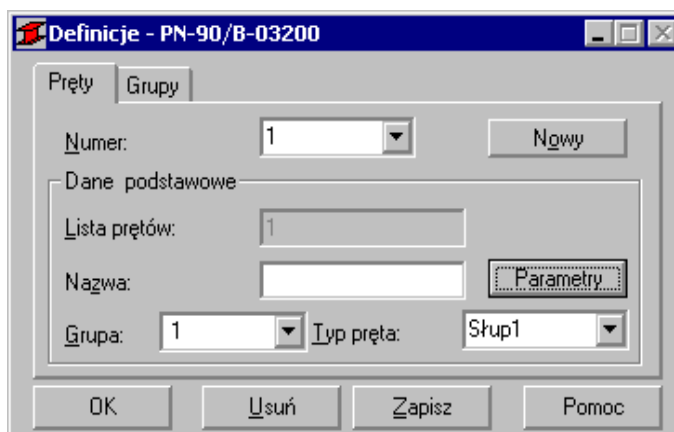 Definicje - PN-90/B-03200
Pręty Grupy
Numer: 1 Nowy
Dane podstawowe
Lista prętów: 1
Nazwa: Parametry
Grupa: 1 Typ pręta: Słup1
OK Usuń Zapisz Pomoc